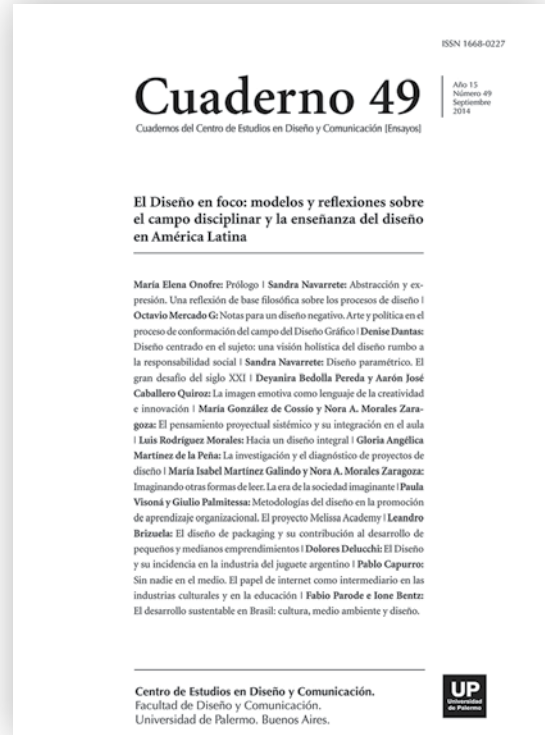 ISSN 1668-0227
Cuaderno 49
Cuadernos del Centro de Estudios en Diseño y Comunicación [Ensayos]
Año 15
Número 49
Septiembre
2014
El Diseño en foco: modelos y reflexiones sobre
el campo disciplinar y la enseñanza del diseño
en América Latina
María Elena Onofre: Prólogo | Sandra Navarrete: Abstracción y ex-
presión. Una reflexión de base filosófica sobre los procesos de diseño |
Octavio Mercado G: Notas para un diseño negativo. Arte y política en el
proceso de conformación del campo del Diseño Gráfico | Denise Dantas:
Diseño centrado en el sujeto: una visión holística del diseño rumbo a
la responsabilidad social | Sandra Navarrete: Diseño paramétrico. El
gran desafío del siglo XXI | Deyanira Bedolla Pereda y Aarón José
Caballero Quiroz: La imagen emotiva como lenguaje de la creatividad
e innovación | María González de Cossío y Nora A. Morales Zara-
goza: El pensamiento proyectual sistémico y su integración en el aula
| Luis Rodríguez Morales: Hacia un diseño integral | Gloria Angélica
Martínez de la Peña: La investigación y el diagnóstico de proyectos de
diseño | María Isabel Martínez Galindo y Nora A. Morales Zaragoza:
Imaginando otras formas de leer. La era de la sociedad imaginante | Paula
Visoná y Giulio Palmitessa: Metodologías del diseño en la promoción
de aprendizaje organizacional. El proyecto Melissa Academy | Leandro
Brizuela: El diseño de packaging y su contribución al desarrollo de
pequeños y medianos emprendimientos | Dolores Delucchi: El Diseño
y su incidencia en la industria del juguete argentino | Pablo Capurro:
Sin nadie en el medio. El papel de internet como intermediario en las
industrias culturales y en la educación | Fabio Parode e Ione Bentz:
El desarrollo sustentable en Brasil: cultura, medio ambiente y diseño.
Centro de Estudios en Diseño y Comunicación.
Facultad de Diseño y Comunicación.
Universidad de Palermo. Buenos Aires.
UP
Universidad
de Palermo